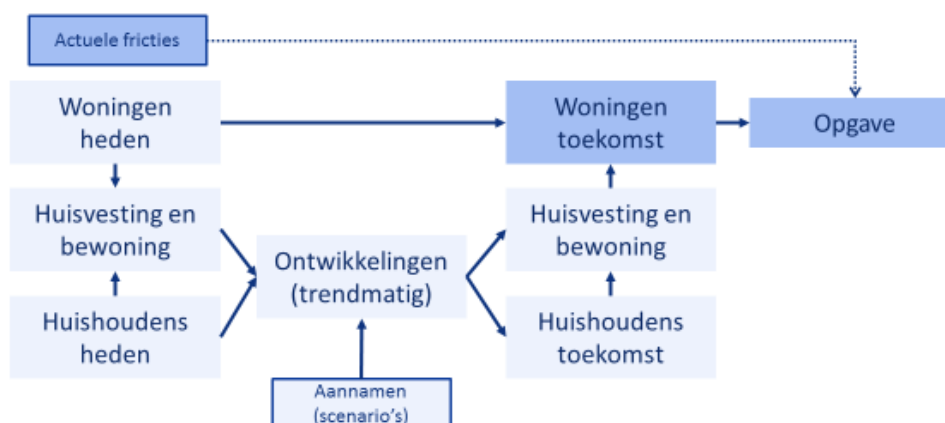 Actuele fricties
Woningen
heden
Woningen
toekomst
Opgave
Huisvesting en
bewoning
Huisvesting en
bewoning
Ontwikkelingen
(trendmatig)
Huishoudens
heden
Huishoudens
toekomst
Aannamen
(scenario's)